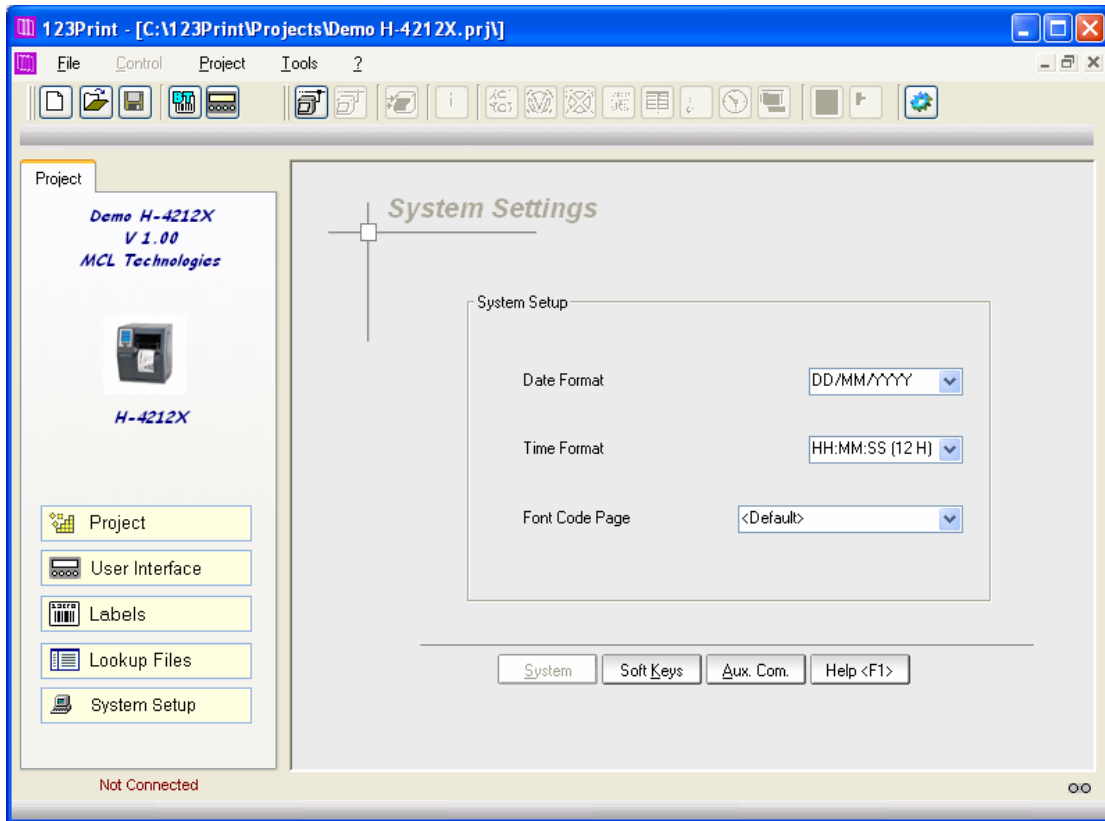 123Print - [C:\123Print\Projects\Demo H-4212X.prj\]
File Control Project Tools ?
Project
Demo H-4212X
V 1.00
MCL Technologies
H-4212X
Project
User Interface
Labels
Lookup Files
System Setup
Not Connected
System Settings
System Setup
Date Format DD/MM/YYYY
Time Format HH:MM:SS (12 H)
Font Code Page <Default>
System Soft Keys Aux. Com. Help <F1>